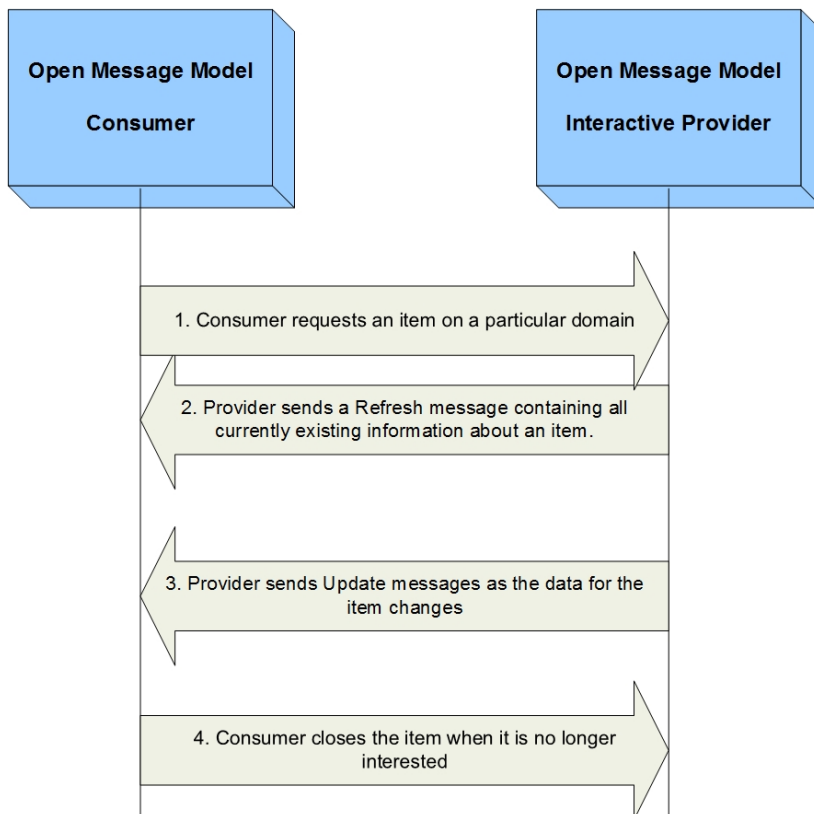 Open Message Model
Consumer
Open Message Model
Interactive Provider
1. Consumer requests an item on a particular domain
2. Provider sends a Refresh message containing all
currently existing information about an item.
3. Provider sends Update messages as the data for the
item changes
4. Consumer closes the item when it is no longer
interested